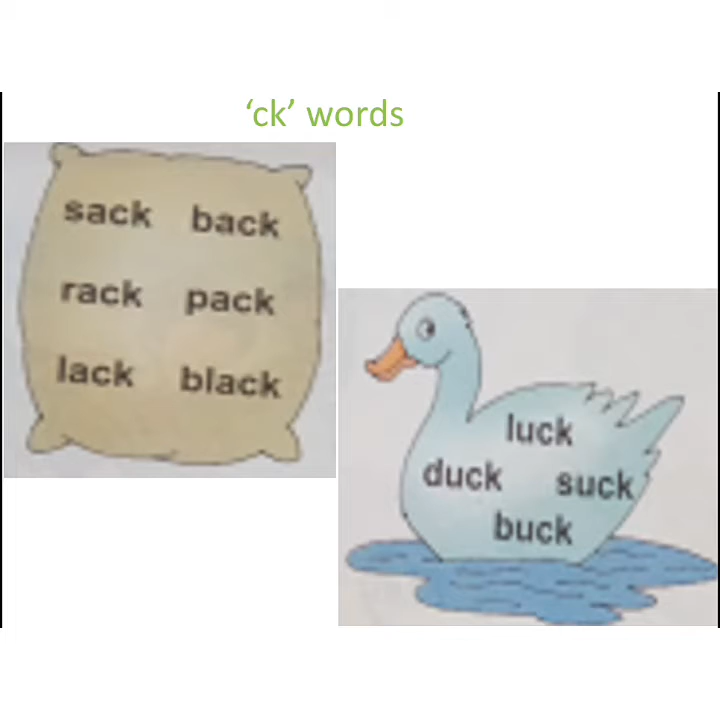 ‘ck’ words
sack back
rack pack
lack black
luck
duck suck
buck